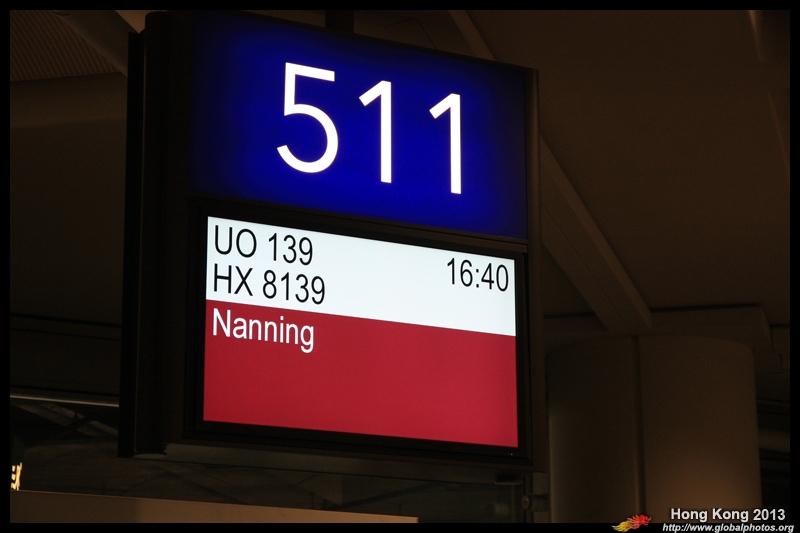 511
UO 139
HX 8139
16:40
Nanning
Hong Kong 2013
http://www.globalphotos.org